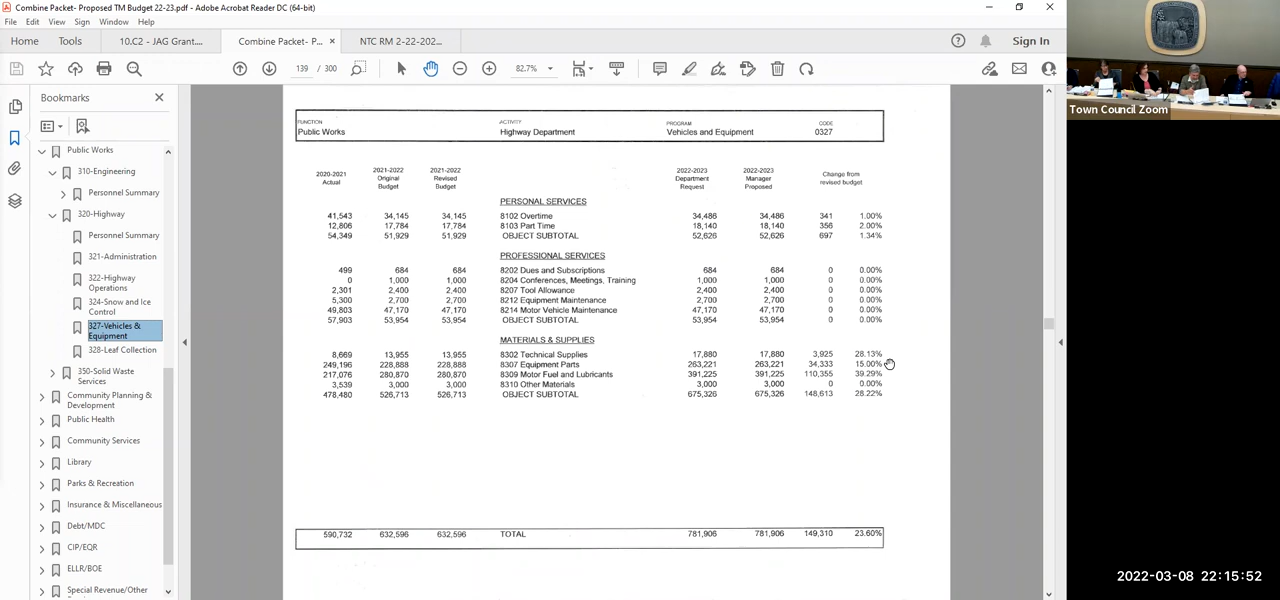 Combine Packet- Proposed TM Budget 22-23.pdf - Adobe Acrobat Reader DC (64-bit)
File Edit View Sign Window Help
Home Tools 10.C2 - JAG Grant.... Combine Packet- P... × NTC RM 2-22-202... Sign In
139 / 300 82.7%
Bookmarks
Public Works
310-Engineering
Personnel Summary
320-Highway
Personnel Summary
321-Administration
322-Highway
Operations
324-Snow and Ice
Control
327-Vehicles &
Equipment
328-Leaf Collection
350-Solid Waste
Services
Community Planning &
Development
Public Health
Community Services
Library
Parks & Recreation
Insurance & Miscellaneous
Debt/MDC
CIP/EQR
ELLR/BOE
Special Revenue/Other
FUNCTION ACTIVITY PROGRAM CODE
Public Works Highway Department Vehicles and Equipment 0327
2020-2021 Actual 2021-2022 Original Budget 2021-2022 Revised Budget 2022-2023 Department Request 2022-2023 Manager Proposed Change from revised budget
PERSONAL SERVICES
41,543 34,145 34,145 8102 Overtime 34,486 34,486 341 1.00%
12,806 17,784 17,784 8103 Part Time 18,140 18,140 356 2.00%
54,349 51,929 51,929 OBJECT SUBTOTAL 52,626 52,626 697 1.34%
PROFESSIONAL SERVICES
499 684 684 8202 Dues and Subscriptions 684 684 0 0.00%
0 1,000 1,000 8204 Conferences, Meetings, Training 1,000 1,000 0 0.00%
2,301 2,400 2,400 8207 Tool Allowance 2,400 2,400 0 0.00%
5,300 2,700 2,700 8212 Equipment Maintenance 2,700 2,700 0 0.00%
49,803 47,170 47,170 8214 Motor Vehicle Maintenance 47,170 47,170 0 0.00%
57,903 53,954 53,954 OBJECT SUBTOTAL 53,954 53,954 0 0.00%
MATERIALS & SUPPLIES
8,669 13,955 13,955 8302 Technical Supplies 17,880 17,880 3,925 28.13%
249,196 228,888 228,888 8307 Equipment Parts 263,221 263,221 34,333 15.00%
217,076 280,870 280,870 8309 Motor Fuel and Lubricants 391,225 391,225 110,355 39.29%
3,539 3,000 3,000 8310 Other Materials 3,000 3,000 0 0.00%
478,480 526,713 526,713 OBJECT SUBTOTAL 675,326 675,326 148,613 28.22%
590,732 632,596 632,596 TOTAL 781,906 781,906 149,310 23.60%
Town Council Zoom
2022-03-08 22:15:52